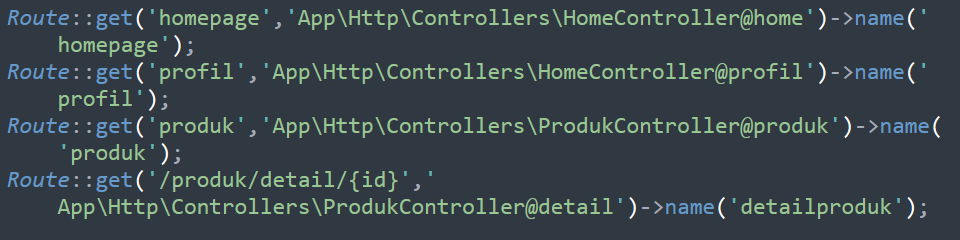 Route::get('homepage','App\Http\Controllers\HomeController@home')->name('
homepage');
Route::get('profil','App\Http\Controllers\HomeController@profil')->name('
profil');
Route::get('produk','App\Http\Controllers\ProdukController@produk')->name(
'produk');
Route::get('/produk/detail/{id}','
App\Http\Controllers\ProdukController@detail')->name('detailproduk');